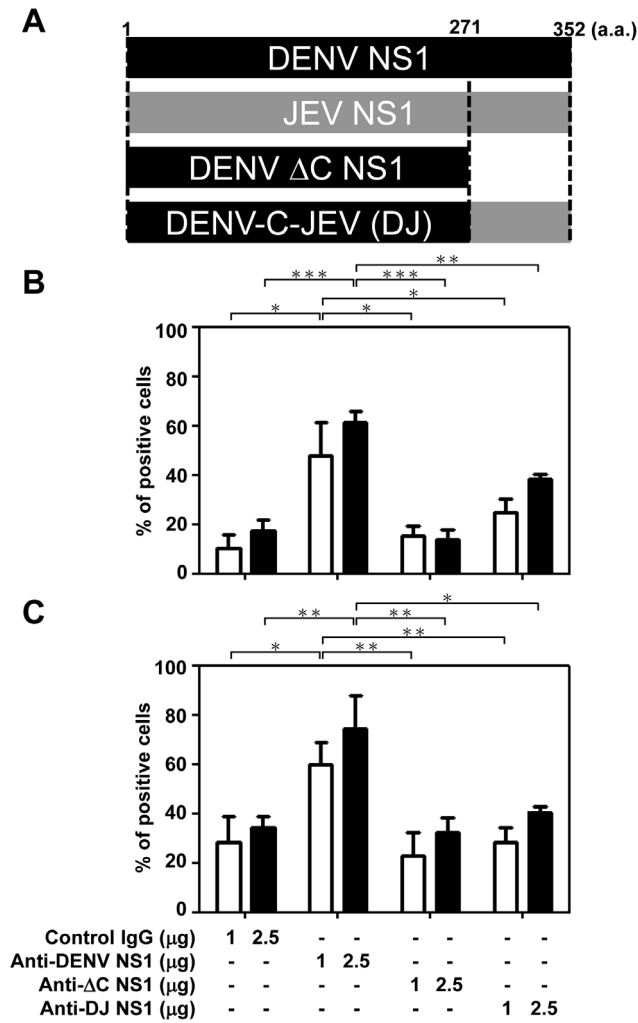 A
1 271 352 (a.a.)
DENV NS1
JEV NS1
DENV ΔC NS1
DENV-C-JEV (DJ)
B
*** *** **
* * *
% of positive cells
100
80
60
40
20
0
C
** ** *
* ** **
% of positive cells
100
80
60
40
20
0
Control IgG (μg) 1 2.5 - - - - - -
Anti-DENV NS1 (μg) - - 1 2.5 - - - -
Anti-ΔC NS1 (μg) - - - - 1 2.5 - -
Anti-DJ NS1 (μg) - - - - - - 1 2.5